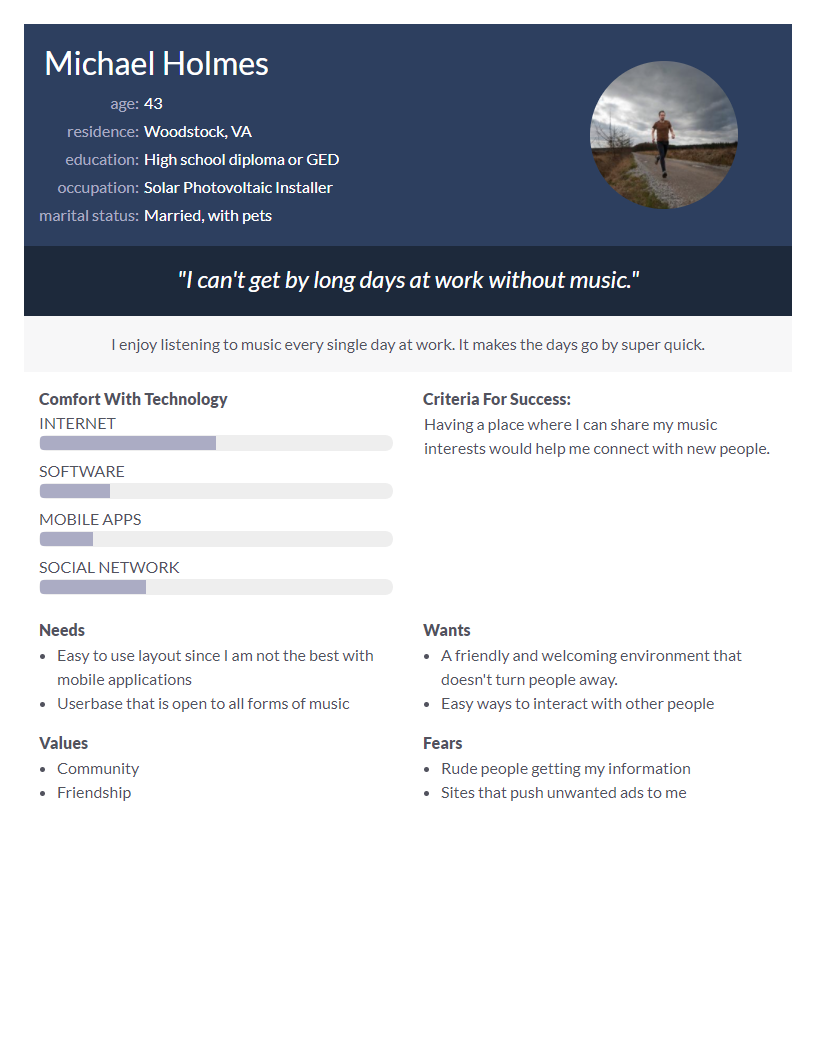 Michael Holmes
age: 43
residence: Woodstock, VA
education: High school diploma or GED
occupation: Solar Photovoltaic Installer
marital status: Married, with pets
"I can't get by long days at work without music."
I enjoy listening to music every single day at work. It makes the days go by super quick.
Comfort With Technology
INTERNET
SOFTWARE
MOBILE APPS
SOCIAL NETWORK
Criteria For Success:
Having a place where I can share my music
interests would help me connect with new people.
Needs
• Easy to use layout since I am not the best with
mobile applications
• Userbase that is open to all forms of music
Wants
• A friendly and welcoming environment that
doesn't turn people away.
• Easy ways to interact with other people
Values
• Community
• Friendship
Fears
• Rude people getting my information
• Sites that push unwanted ads to me